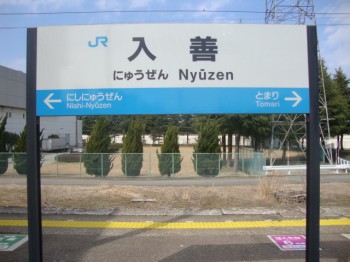 JR
入善
にゅうぜん Nyūzen
← にしにゅうぜん
Nishi-Nyūzen
とまり →
Tomari